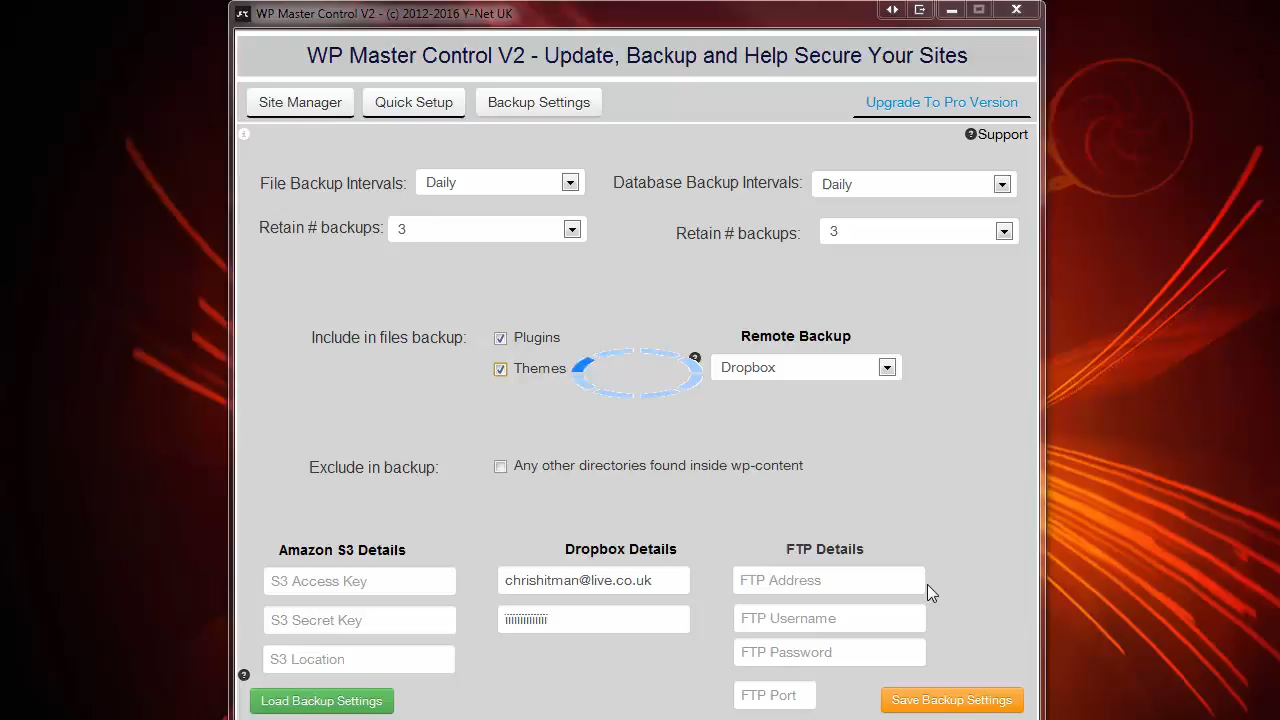 WP Master Control V2 - (c) 2012-2016 Y-Net UK
WP Master Control V2 - Update, Backup and Help Secure Your Sites
Site Manager
Quick Setup
Backup Settings
Upgrade To Pro Version
Support
File Backup Intervals: Daily
Database Backup Intervals: Daily
Retain # backups: 3
Retain # backups: 3
Include in files backup:
Plugins
Themes
Remote Backup
Dropbox
Exclude in backup:
Any other directories found inside wp-content
Amazon S3 Details
S3 Access Key
S3 Secret Key
S3 Location
Dropbox Details
chrishitman@live.co.uk
FTP Details
FTP Address
FTP Username
FTP Password
FTP Port
Load Backup Settings
Save Backup Settings